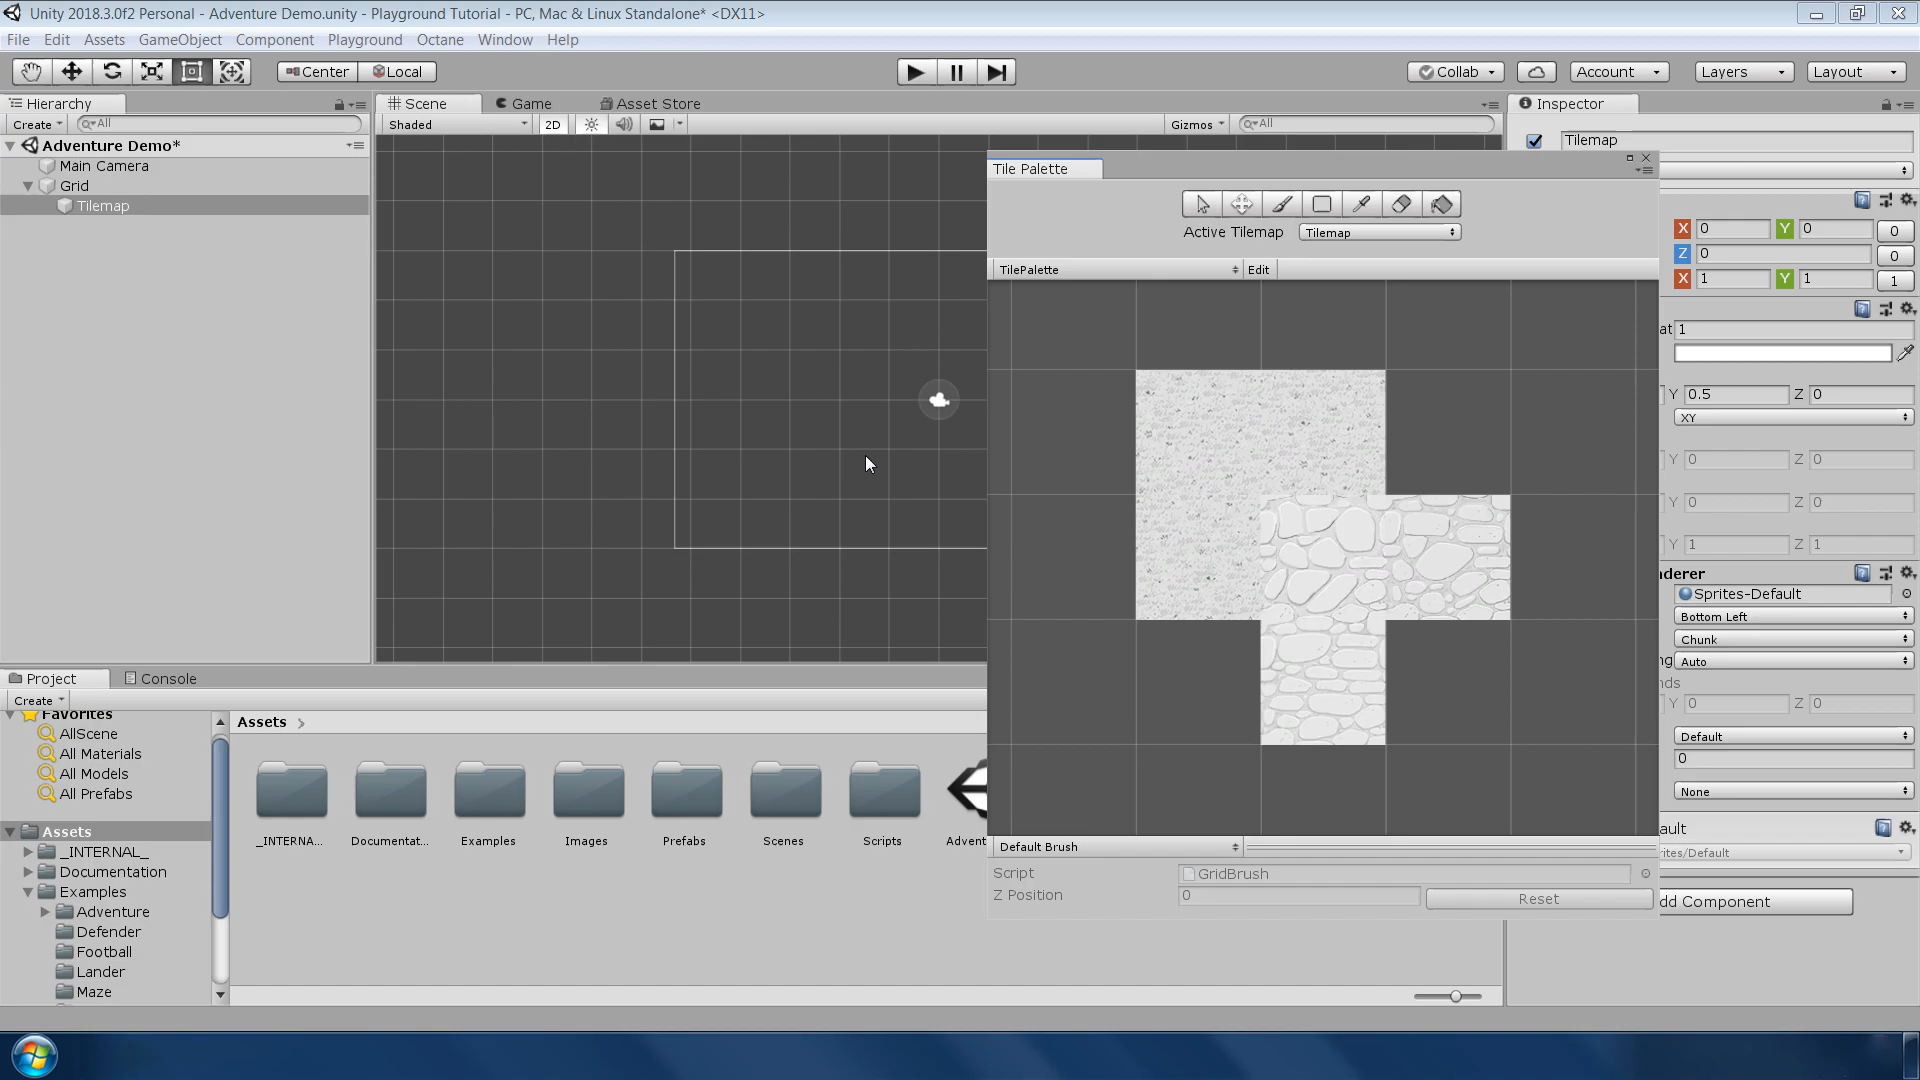 Unity 2018.3.0f2 Personal - Adventure Demo.unity - Playground Tutorial - PC, Mac & Linux Standalone* <DX11>
File Edit Assets GameObject Component Playground Octane Window Help
Center Local Collab Account Layers Layout
Hierarchy
Create All
Adventure Demo*
Main Camera
Grid
Tilemap
Scene Game Asset Store
Shaded 2D Gizmos All
Tile Palette
Active Tilemap Tilemap
TilePalette Edit
Default Brush
Script GridBrush
Z Position 0 Reset
Inspector
Tilemap
X 0 Y 0 0
Z 0 0
X 1 Y 1 1
at 1
Y 0.5 Z 0
XY
Y 0 Z 0
Y 0 Z 0
Y 1 Z 1
derer
Sprites-Default
Bottom Left
Chunk
ng Auto
nds
Y 0 Z 0
Default
0
None
ault
rites/Default
dd Component
Project Console
Create
Favorites
AllScene
All Materials
All Models
All Prefabs
Assets
_INTERNAL_
Documentation
Examples
Adventure
Defender
Football
Lander
Maze
Assets
_INTERNA... Documentat... Examples Images Prefabs Scenes Scripts Advent